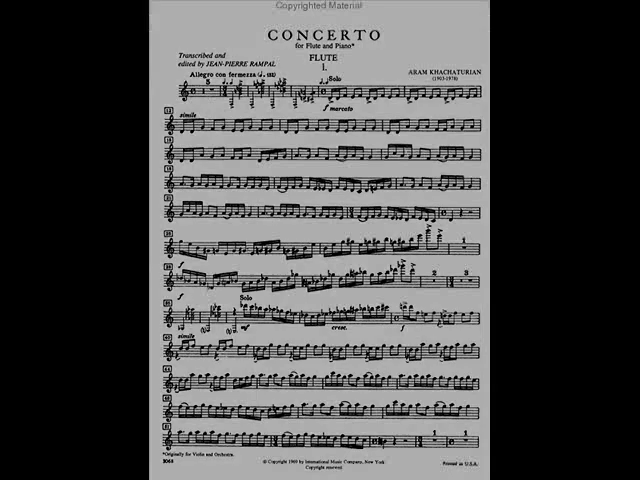 Copyrighted Material
CONCERTO
for Flute and Piano*
Transcribed and
edited by JEAN-PIERRE RAMPAL
FLUTE
I.
ARAM KHACHATURIAN
(1903-1978)
Allegro con fermezza
Solo
f marcato
simile
f
f
Solo
mf
cresc.
f
simile
*Originally for Violin and Orchestra.
© Copyright 1969 by International Music Company, New York
Copyright renewed
Printed in U.S.A.